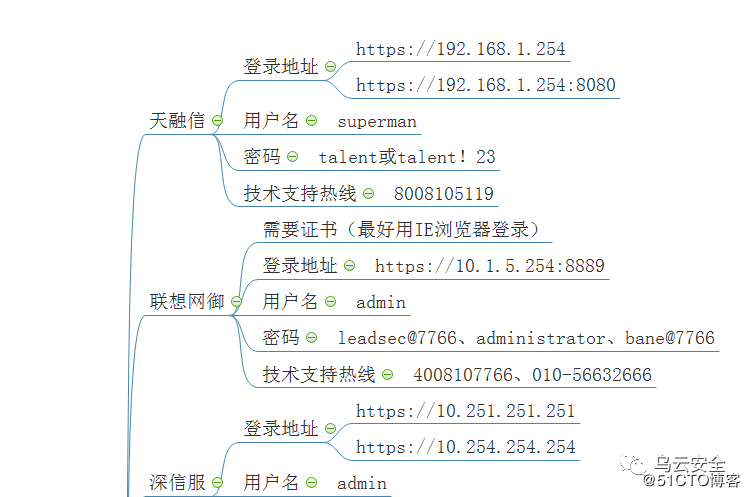 登录地址
https://192.168.1.254
https://192.168.1.254:8080
天融信
用户名
superman
密码
talent或talent！23
技术支持热线
8008105119
需要证书（最好用IE浏览器登录）
登录地址
https://10.1.5.254:8889
联想网御
用户名
admin
密码
leadsec@7766、administrator、bane@7766
技术支持热线
4008107766、010-56632666
登录地址
https://10.251.251.251
https://10.254.254.254
深信服
用户名
admin
乌云安全
@51CTO博客